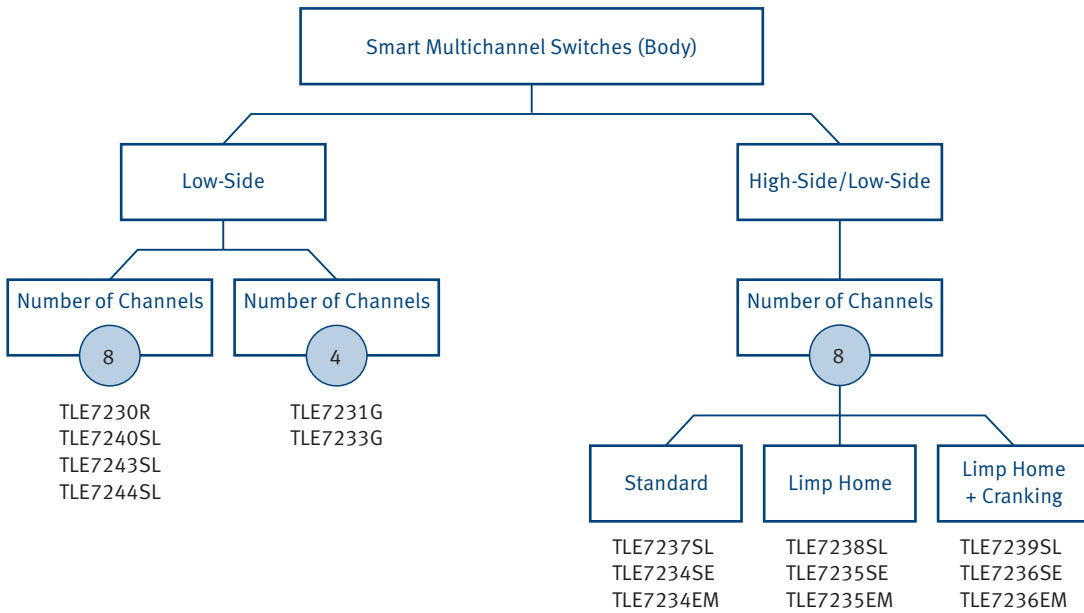 Smart Multichannel Switches (Body)
Low-Side
High-Side/Low-Side
Number of Channels
8
TLE7230R
TLE7240SL
TLE7243SL
TLE7244SL
Number of Channels
4
TLE7231G
TLE7233G
Number of Channels
8
Standard
TLE7237SL
TLE7234SE
TLE7234EM
Limp Home
TLE7238SL
TLE7235SE
TLE7235EM
Limp Home
+ Cranking
TLE7239SL
TLE7236SE
TLE7236EM